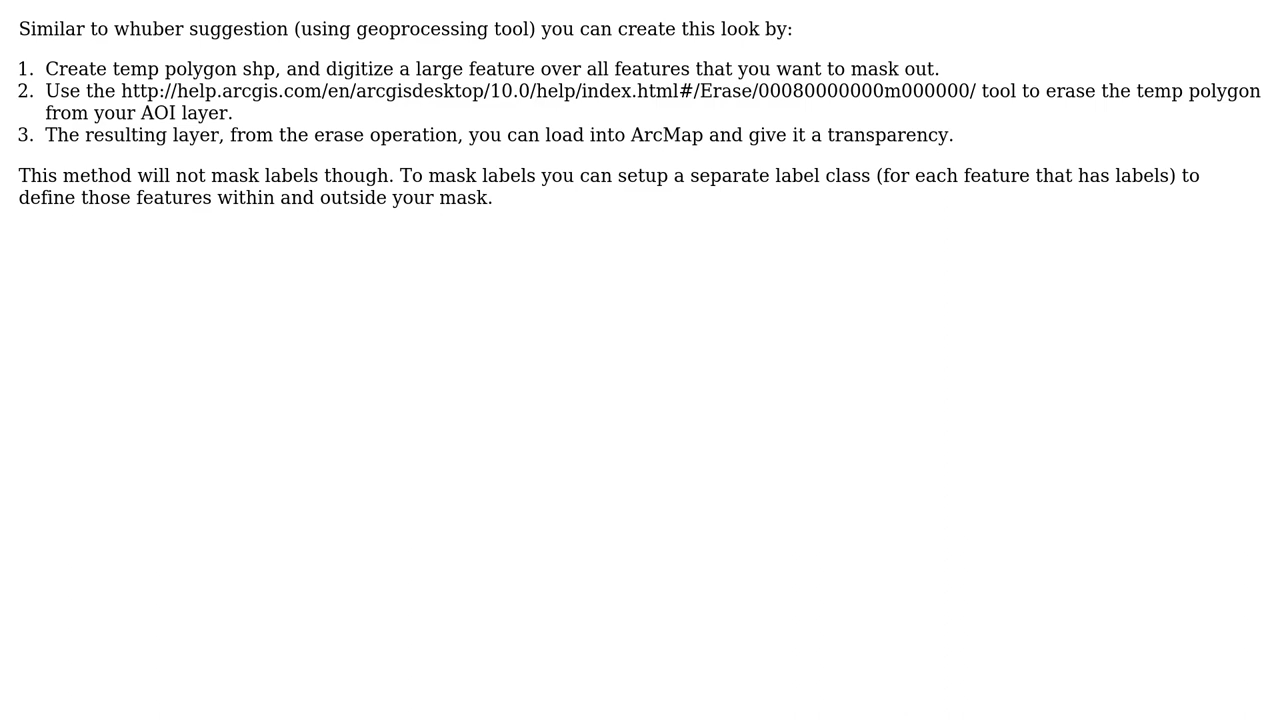 Similar to whuber suggestion (using geoprocessing tool) you can create this look by:
1. Create temp polygon shp, and digitize a large feature over all features that you want to mask out.
2. Use the http://help.arcgis.com/en/arcgisdesktop/10.0/help/index.html#/Erase/00080000000m000000/ tool to erase the temp polygon
from your AOI layer.
3. The resulting layer, from the erase operation, you can load into ArcMap and give it a transparency.
This method will not mask labels though. To mask labels you can setup a separate label class (for each feature that has labels) to
define those features within and outside your mask.